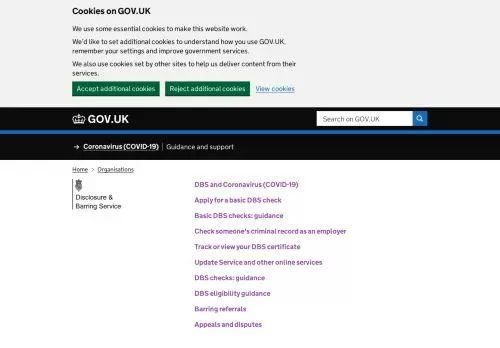 Cookies on GOV.UK
We use some essential cookies to make this website work.
We'd like to set additional cookies to understand how you use GOV.UK,
remember your settings and improve government services.
We also use cookies set by other sites to help us deliver content from their
services.
Accept additional cookies Reject additional cookies View cookies
GOV.UK Search on GOV.UK
→ Coronavirus (COVID-19) | Guidance and support
Home > Organisations
Disclosure &
Barring Service
DBS and Coronavirus (COVID-19)
Apply for a basic DBS check
Basic DBS checks: guidance
Check someone's criminal record as an employer
Track or view your DBS certificate
Update Service and other online services
DBS checks: guidance
DBS eligibility guidance
Barring referrals
Appeals and disputes